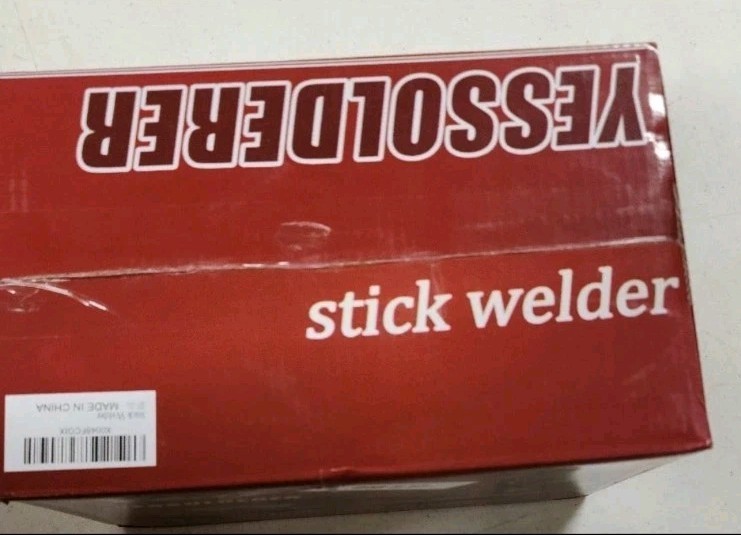 YESSOLDERER
stick welder
MADE IN CHINA